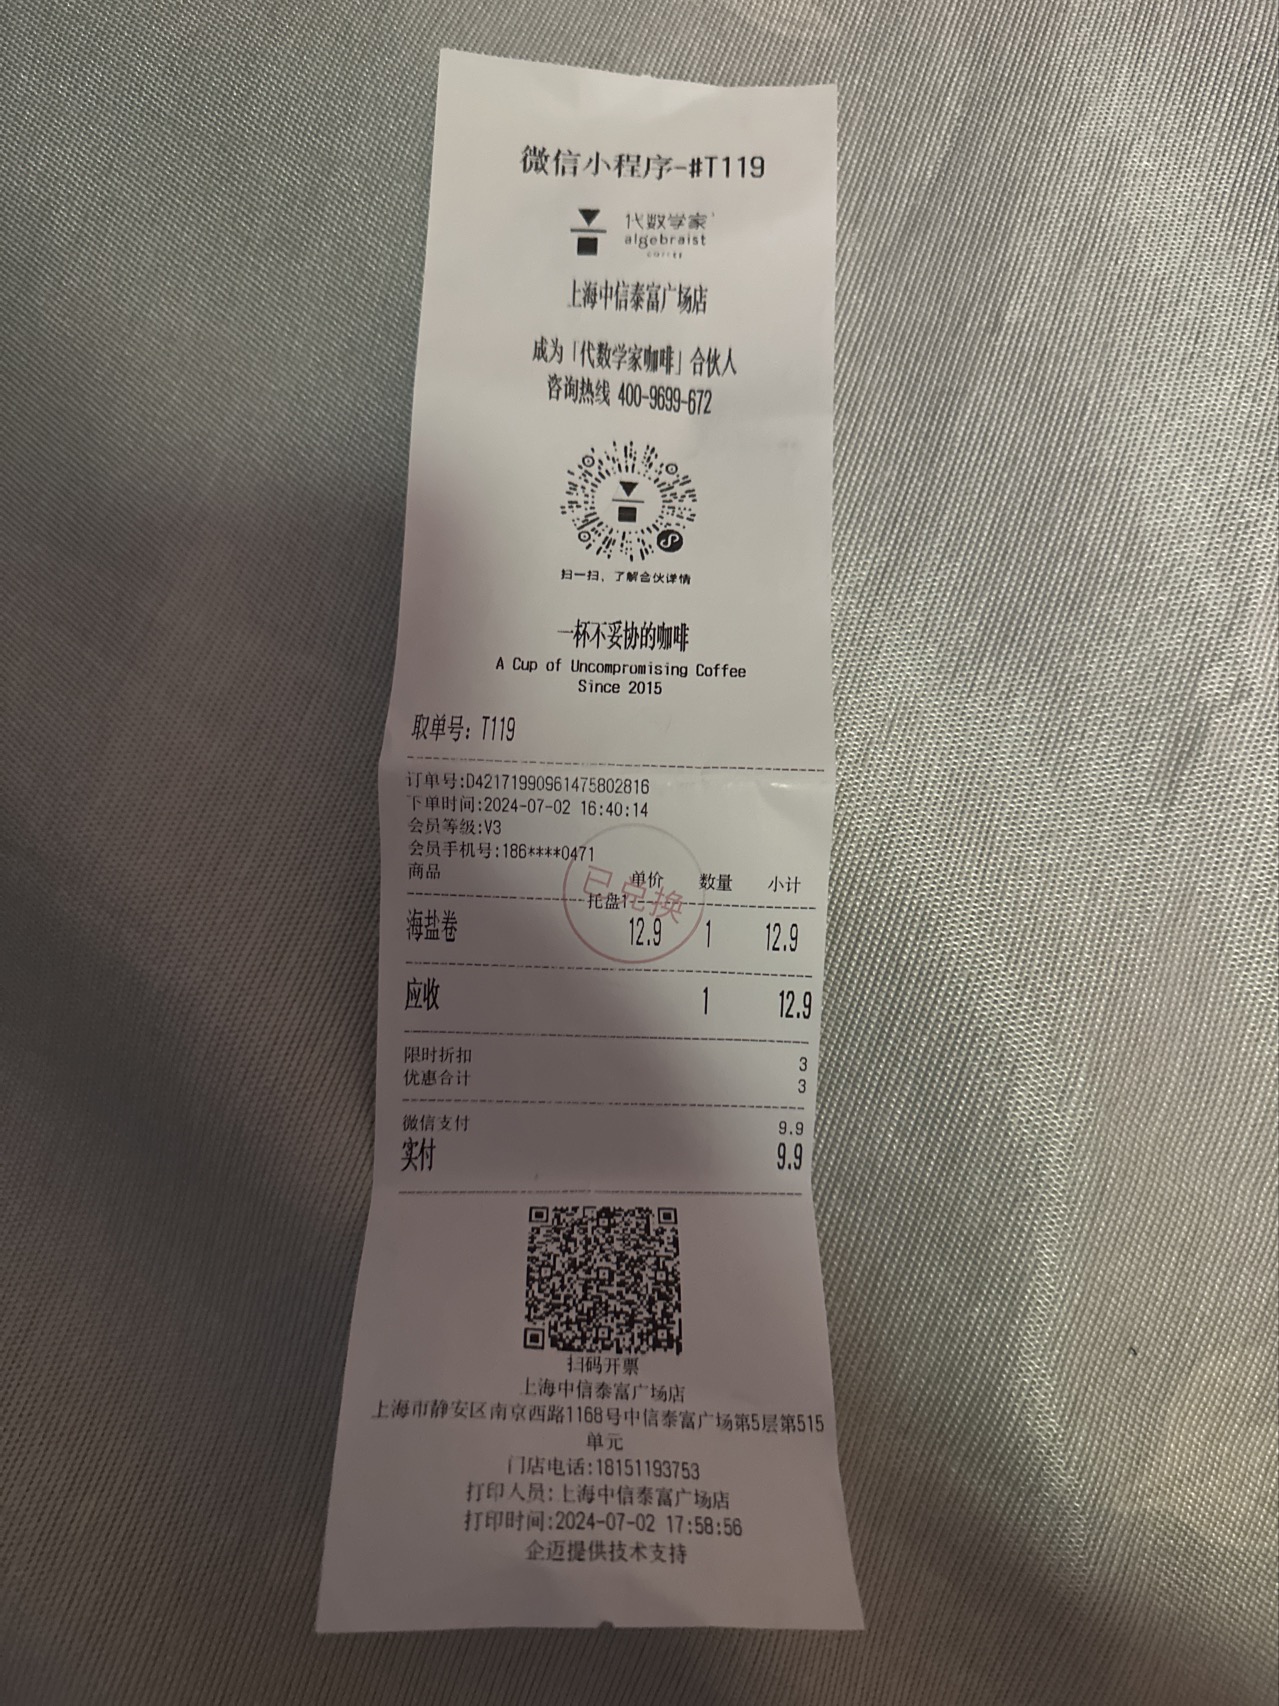 微信小程序-#T119
代数学家
algebraist
COFFEE
上海中信泰富广场店
成为「代数学家咖啡」合伙人
咨询热线 400-9699-672
扫一扫，了解合伙详情
一杯不妥协的咖啡
A Cup of Uncompromising Coffee
Since 2015
取单号: T119
订单号:D42171990961475802816
下单时间:2024-07-02 16:40:14
会员等级:V3
会员手机号:186****0471
商品 单价 数量 小计
托盘1
已兑换
海盐卷 12.9 1 12.9
应收 1 12.9
限时折扣 3
优惠合计 3
微信支付 9.9
实付 9.9
扫码开票
上海中信泰富广场店
上海市静安区南京西路1168号中信泰富广场第5层第515
单元
门店电话:18151193753
打印人员:上海中信泰富广场店
打印时间:2024-07-02 17:58:56
企迈提供技术支持